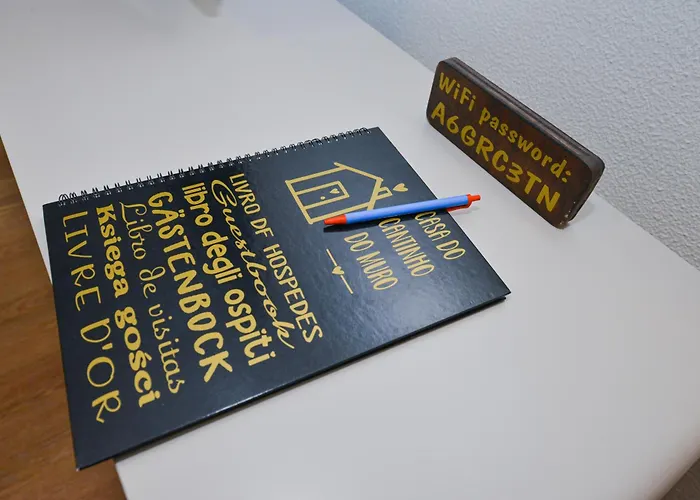 CASA DO
CANTINHO
DO MURO
LIVRO DE HOSPEDES
Guestbook
libro degli ospiti
GÄSTENBOCK
Libro de visitas
Księga gości
LIVRE D'OR
WiFi password:
A6GRC3TN